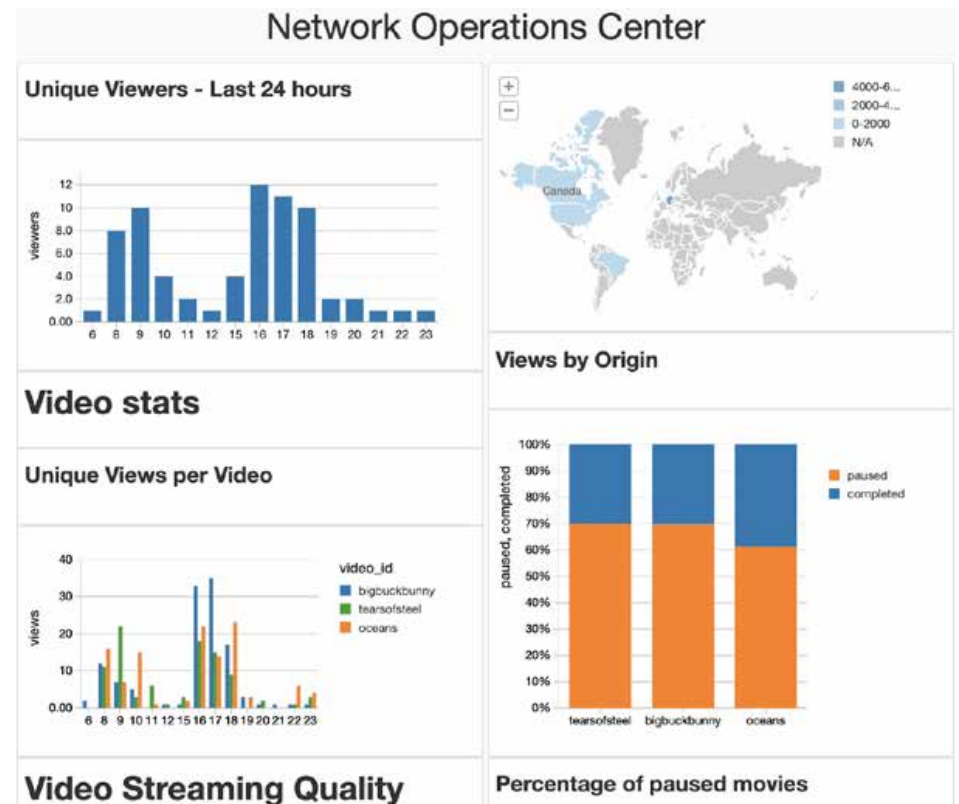 Network Operations Center
Unique Viewers - Last 24 hours
viewers
12
10
8.0
6.0
4.0
2.0
0.00
6 8 9 10 11 12 15 16 17 18 19 20 21 22 23
Video stats
Unique Views per Video
views
40
30
20
10
0.00
6 8 9 10 11 12 15 16 17 18 19 20 21 22 23
video_id
bigbuckbunny
tearsofsteel
oceans
Video Streaming Quality
+
−
Canada
4000-6...
2000-4...
0-2000
N/A
Views by Origin
paused, completed
100%
90%
80%
70%
60%
50%
40%
30%
20%
10%
0%
tearsofsteel bigbuckbunny oceans
paused
completed
Percentage of paused movies